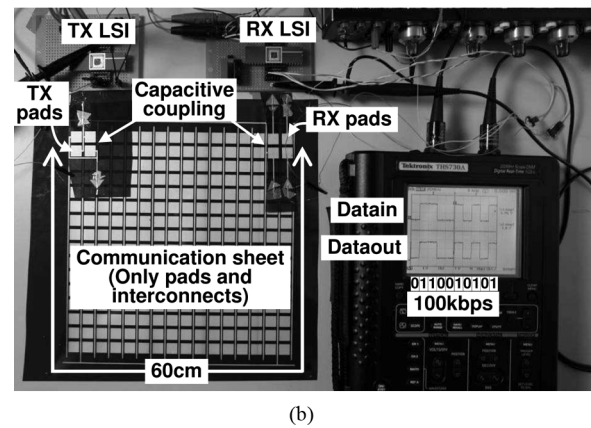 TX LSI
RX LSI
TX
pads
Capacitive
coupling
RX pads
Tektronix THS730A
Datain
Dataout
Communication sheet
(Only pads and
interconnects)
01100010101
100kbps
60cm
(b)